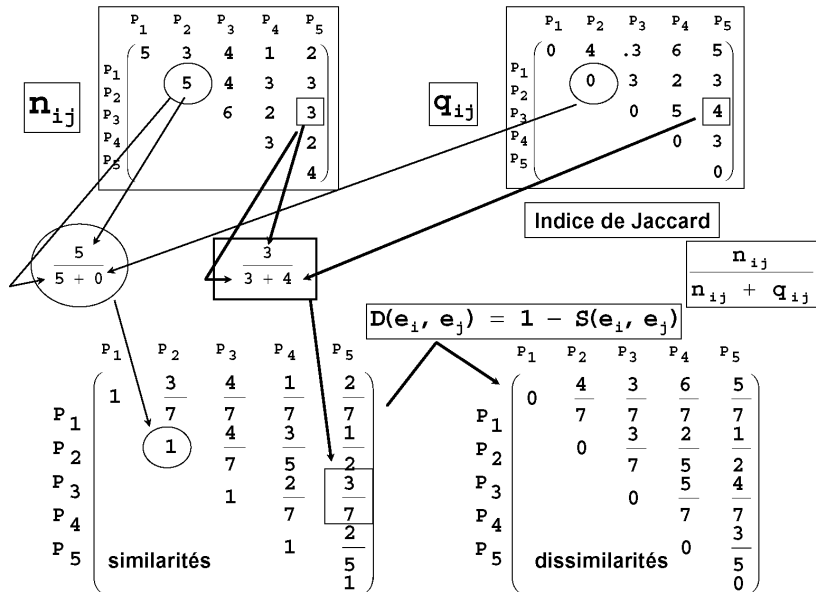 P1 P2 P3 P4 P5
5 3 4 1 2
P1 5 4 3 3
P2
P3 6 2 3
P4 3 2
P5 4
nij
P1 P2 P3 P4 P5
0 4 .3 6 5
P1 0 3 2 3
P2
P3 0 5 4
P4 0 3
P5 0
qij
Indice de Jaccard
5
5 + 0
3
3 + 4
nij
nij + qij
D(ei, ej) = 1 - S(ei, ej)
P1 P2 P3 P4 P5
1 3/7 4/7 1/7 2/7
P1
1 4/7 3/5 1/2
P2
P3 1 2/7 3/7
P4
P5 1 2/5
1
similarités
P1 P2 P3 P4 P5
0 4/7 3/7 6/7 5/7
P1
0 3/7 2/5 1/2
P2
P3 0 5/7 4/7
P4
P5 0 3/5
0
dissimilarités